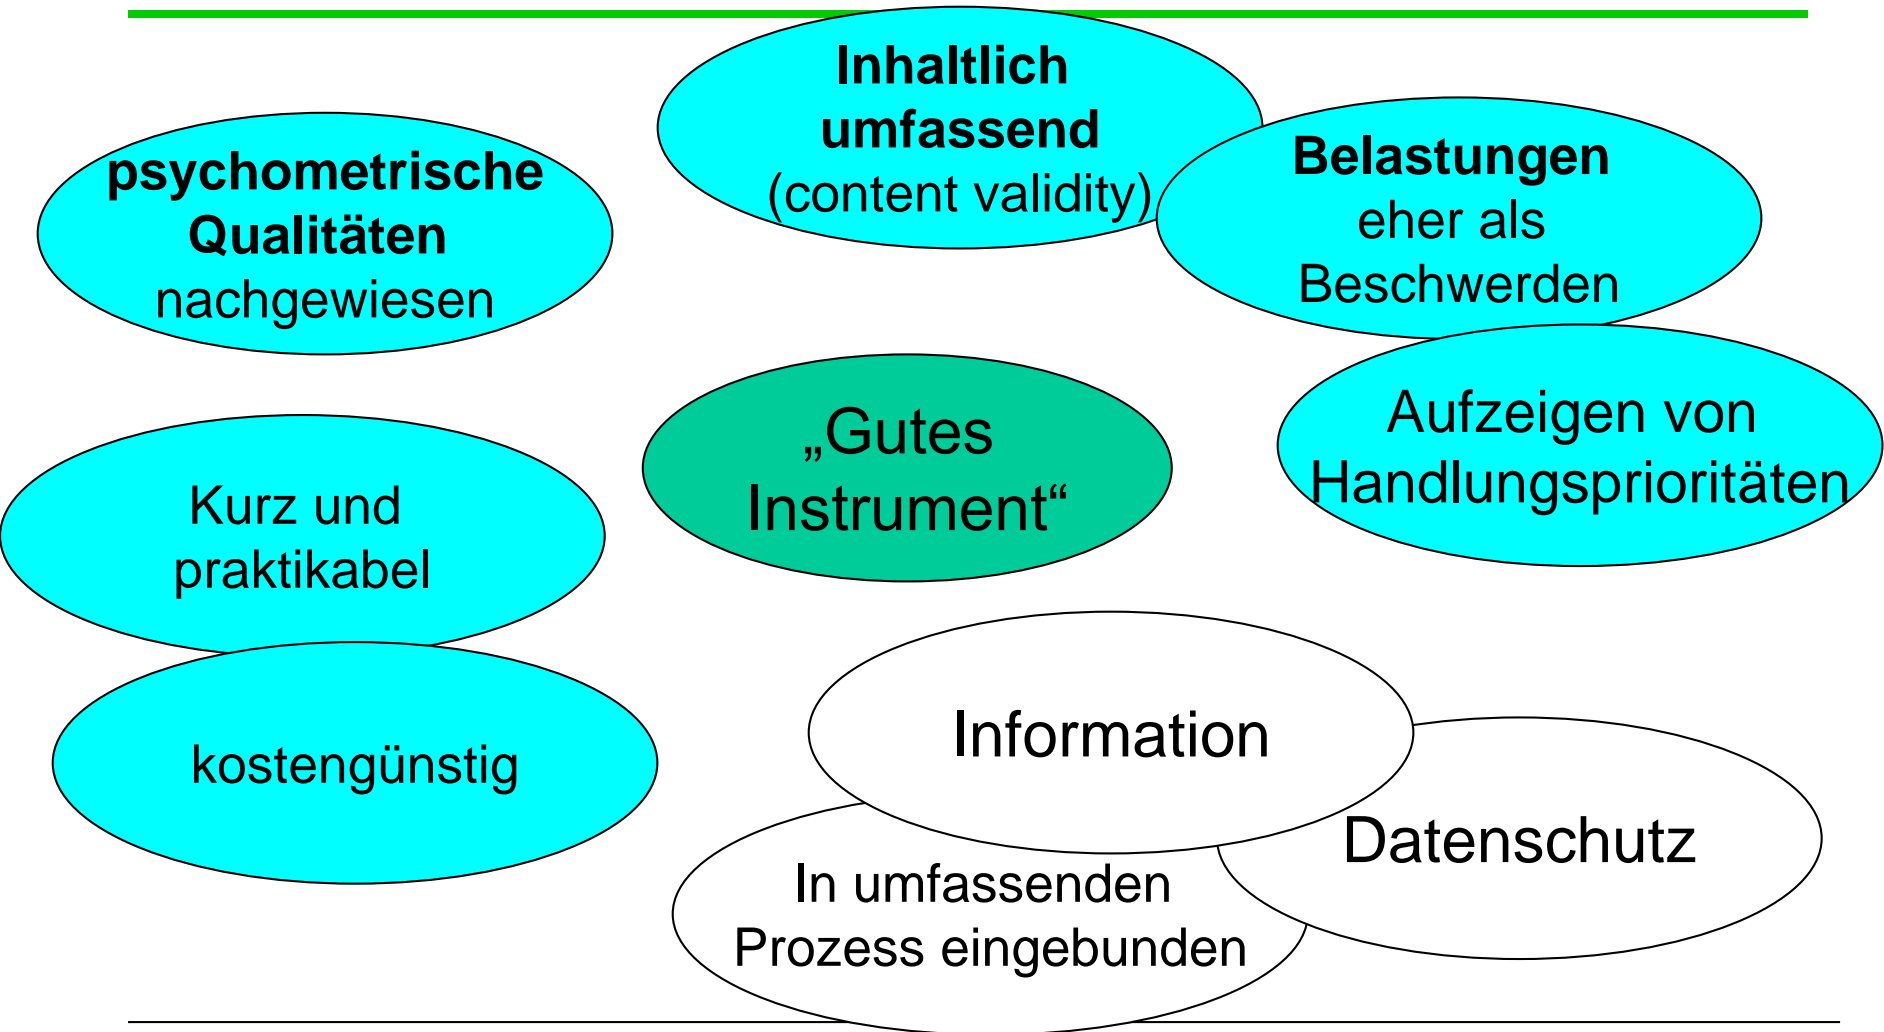 Inhaltlich
umfassend
(content validity)
psychometrische
Qualitäten
nachgewiesen
Belastungen
eher als
Beschwerden
„Gutes
Instrument“
Aufzeigen von
Handlungsprioritäten
Kurz und
praktikabel
kostengünstig
Information
Datenschutz
In umfassenden
Prozess eingebunden